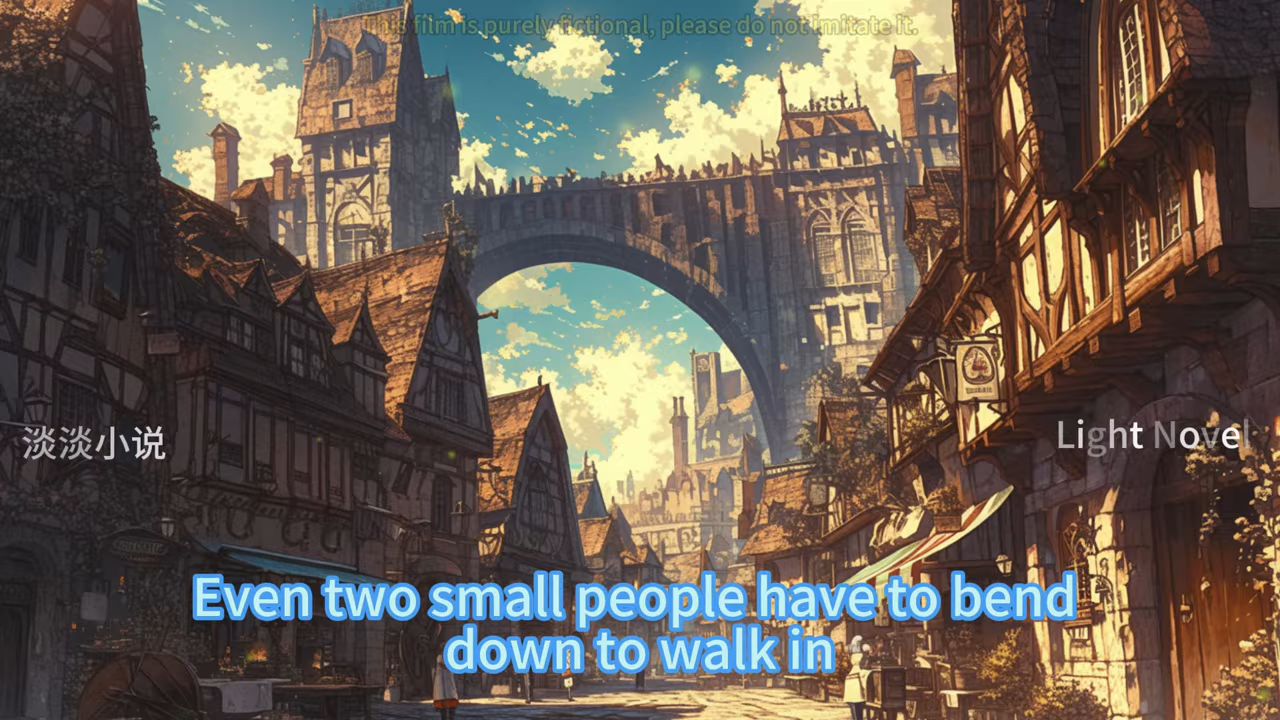 This film is purely fictional, please do not imitate it.
淡淡小说
Light Novel
Even two small people have to bend
down to walk in